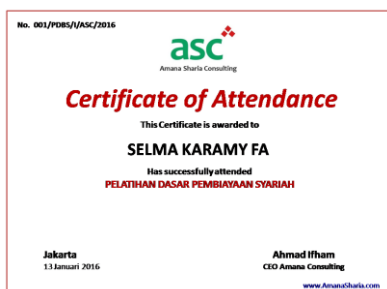 No. 001/PDBS/I/ASC/2016
asc
Amana Sharia Consulting
Certificate of Attendance
This Certificate is awarded to
SELMA KARAMY FA
Has successfully attended
PELATIHAN DASAR PEMBIAYAAN SYARIAH
Jakarta
13 Januari 2016
Ahmad Ifham
CEO Amana Consulting
www.AmanaSharia.com